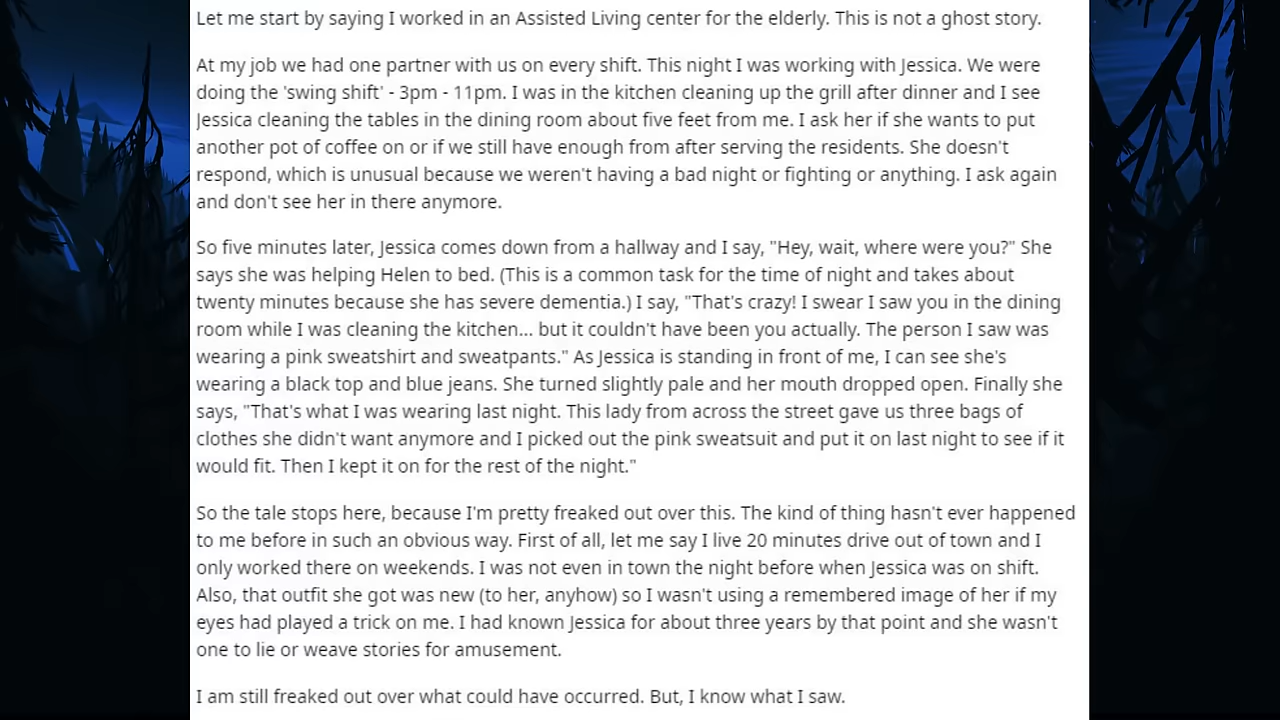 Let me start by saying I worked in an Assisted Living center for the elderly. This is not a ghost story.
At my job we had one partner with us on every shift. This night I was working with Jessica. We were
doing the 'swing shift' - 3pm - 11pm. I was in the kitchen cleaning up the grill after dinner and I see
Jessica cleaning the tables in the dining room about five feet from me. I ask her if she wants to put
another pot of coffee on or if we still have enough from after serving the residents. She doesn't
respond, which is unusual because we weren't having a bad night or fighting or anything. I ask again
and don't see her in there anymore.
So five minutes later, Jessica comes down from a hallway and I say, "Hey, wait, where were you?" She
says she was helping Helen to bed. (This is a common task for the time of night and takes about
twenty minutes because she has severe dementia.) I say, "That's crazy! I swear I saw you in the dining
room while I was cleaning the kitchen... but it couldn't have been you actually. The person I saw was
wearing a pink sweatshirt and sweatpants." As Jessica is standing in front of me, I can see she's
wearing a black top and blue jeans. She turned slightly pale and her mouth dropped open. Finally she
says, "That's what I was wearing last night. This lady from across the street gave us three bags of
clothes she didn't want anymore and I picked out the pink sweatsuit and put it on last night to see if it
would fit. Then I kept it on for the rest of the night."
So the tale stops here, because I'm pretty freaked out over this. The kind of thing hasn't ever happened
to me before in such an obvious way. First of all, let me say I live 20 minutes drive out of town and I
only worked there on weekends. I was not even in town the night before when Jessica was on shift.
Also, that outfit she got was new (to her, anyhow) so I wasn't using a remembered image of her if my
eyes had played a trick on me. I had known Jessica for about three years by that point and she wasn't
one to lie or weave stories for amusement.
I am still freaked out over what could have occurred. But, I know what I saw.